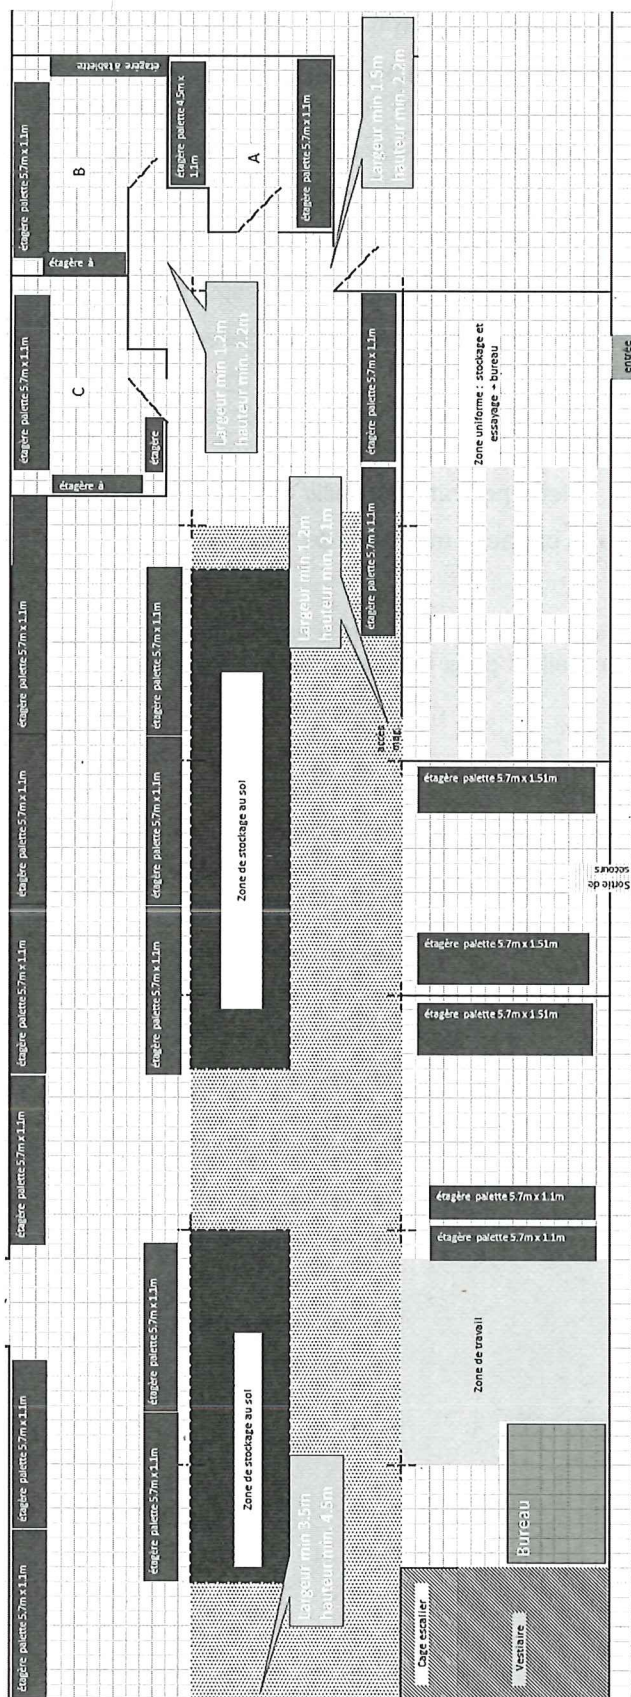 étagère à tablette
étagère palette 5.7m x 1.1m
B
étagère à
étagère palette 4.5m x
1.1m
A
étagère palette 5.7m x 1.1m
Largeur min 1.5m
hauteur min. 2.2m
étagère palette 5.7m x 1.1m
C
étagère à
étagère
Largeur min 1.2m
hauteur min. 2.2m
étagère palette 5.7m x 1.1m
étagère palette 5.7m x 1.1m
Zone uniforme : stockage et
essayage + bureau
entrée
étagère palette 5.7m x 1.1m
étagère palette 5.7m x 1.1m
étagère palette 5.7m x 1.1m
étagère palette 5.7m x 1.1m
étagère palette 5.7m x 1.1m
étagère palette 5.7m x 1.1m
étagère palette 5.7m x 1.1m
Zone de stockage au sol
Largeur min 1.2m
hauteur min. 2.1m
accès
mag.
étagère palette 5.7m x 1.51m
Sortie de
secours
étagère palette 5.7m x 1.51m
étagère palette 5.7m x 1.51m
étagère palette 5.7m x 1.1m
étagère palette 5.7m x 1.1m
étagère palette 5.7m x 1.1m
étagère palette 5.7m x 1.1m
étagère palette 5.7m x 1.1m
étagère palette 5.7m x 1.1m
Zone de stockage au sol
Largeur min 3.5m
hauteur min. 4.5m
Zone de travail
Bureau
Cage escalier
Vestiaire